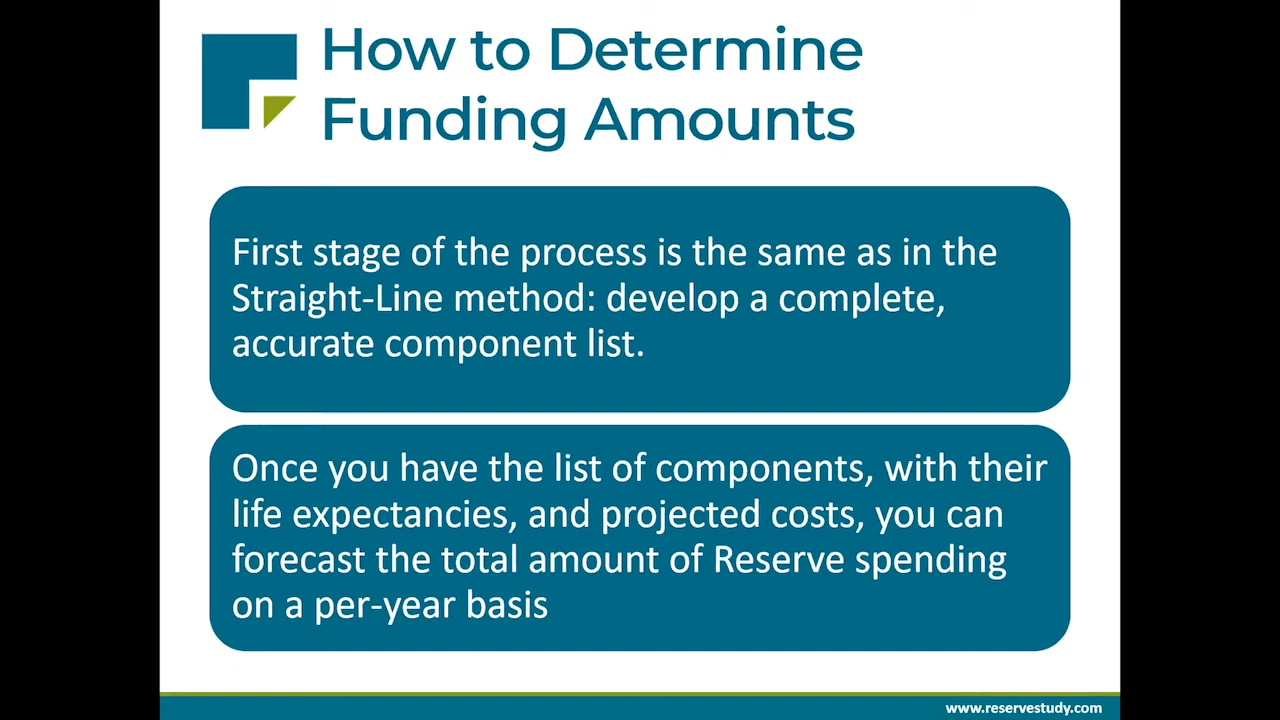 How to Determine
Funding Amounts
First stage of the process is the same as in the
Straight-Line method: develop a complete,
accurate component list.
Once you have the list of components, with their
life expectancies, and projected costs, you can
forecast the total amount of Reserve spending
on a per-year basis
www.reservestudy.com